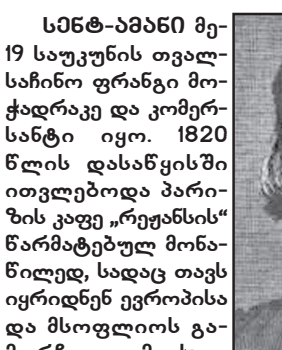 სენტ-ამანი მე-
19 საუკუნის თვალ-
საჩინო ფრანგი მო-
ჭადრაკე და კომერ-
სანტი იყო. 1820
წლის დასაწყისში
ითვლებოდა პარი-
ზის კაფე „რეჟანსის“
წარმატებულ მონა-
წილედ, სადაც თავს
იყრიდნენ ევროპისა
და მსოფლიოს გა-